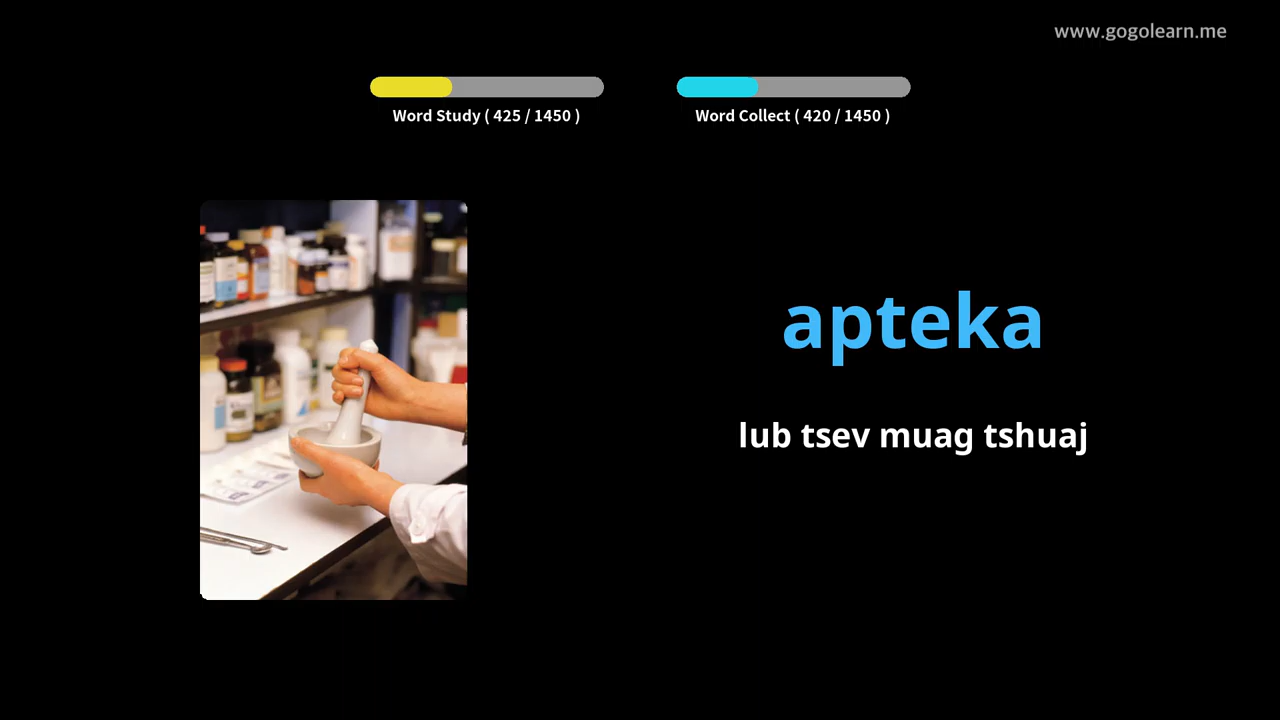 www.gogolearn.me
Word Study ( 425 / 1450 )
Word Collect ( 420 / 1450 )
apteka
lub tsev muag tshuaj